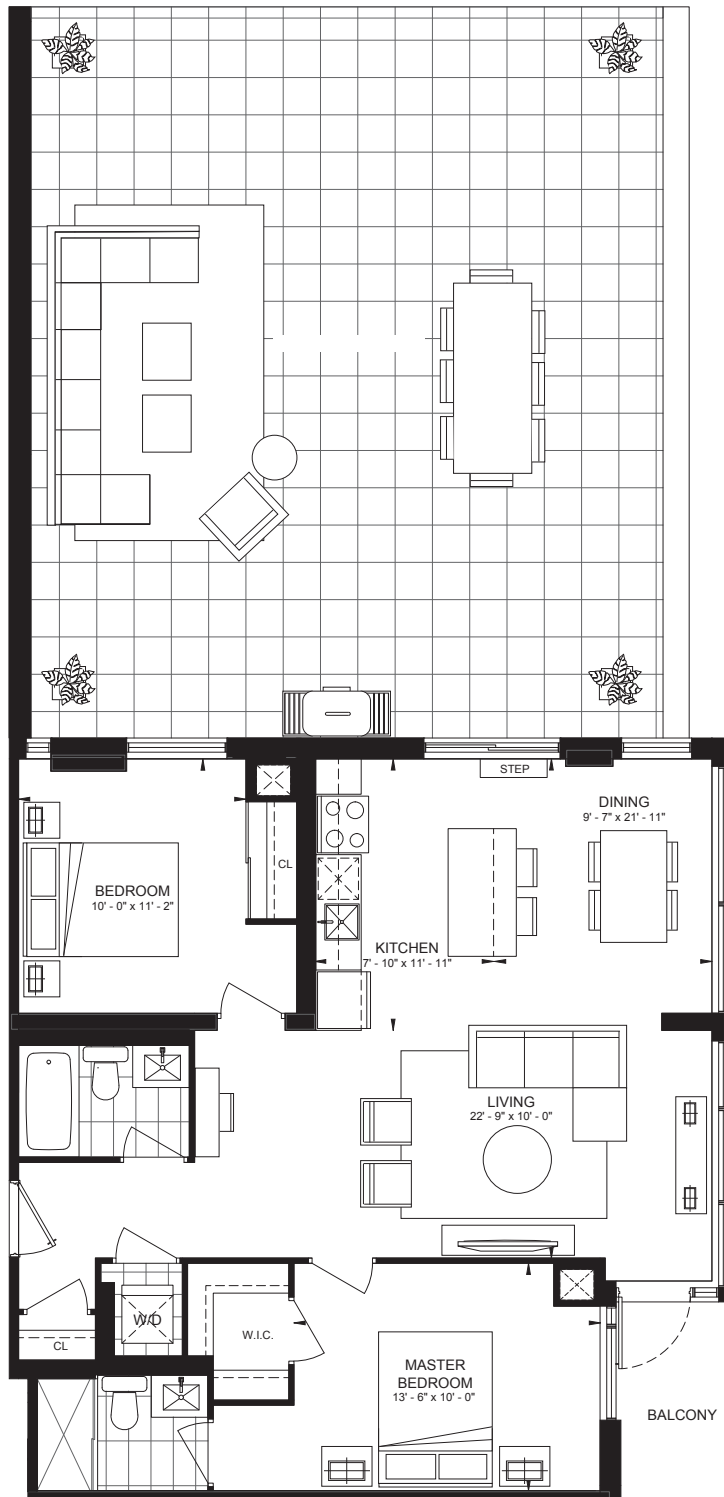 STEP
DINING
9' - 7" x 21' - 11"
CL
BEDROOM
10' - 0" x 11' - 2"
KITCHEN
7' - 10" x 11' - 11"
LIVING
22' - 9" x 10' - 0"
W/D
W.I.C.
CL
MASTER
BEDROOM
13' - 6" x 10' - 0"
BALCONY